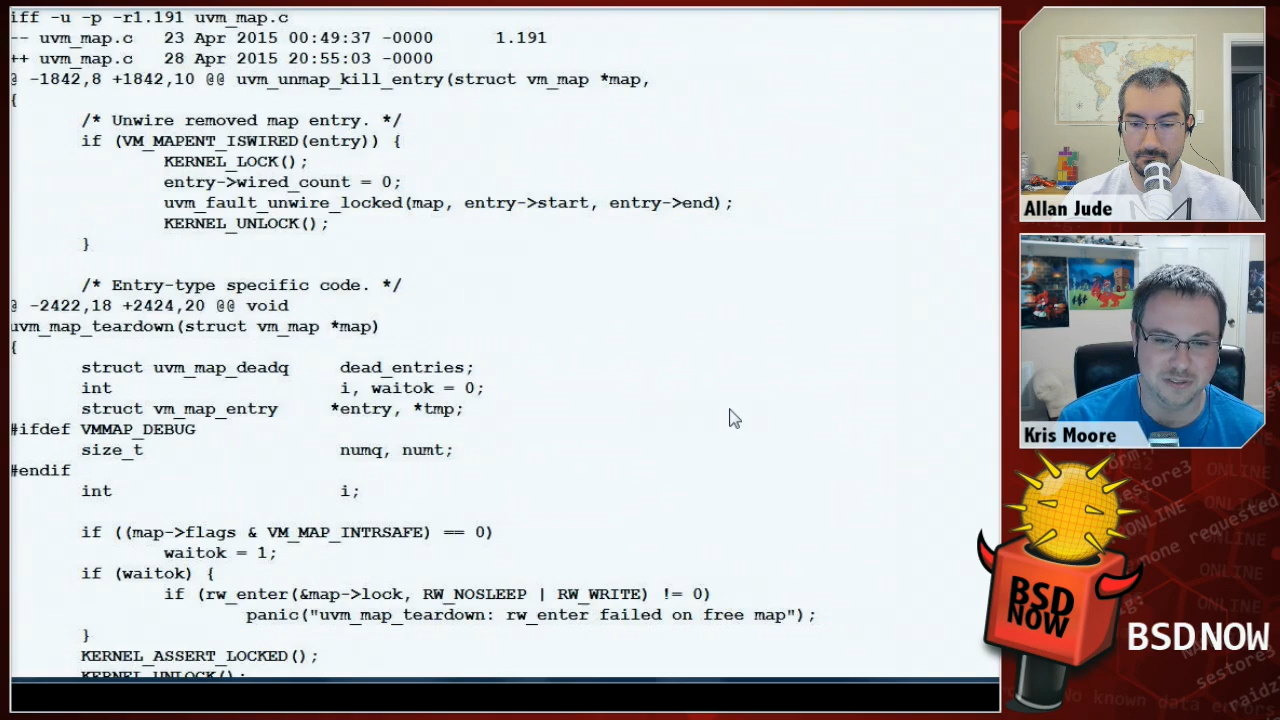 iff -u -p -r1.191 uvm_map.c
-- uvm_map.c 23 Apr 2015 00:49:37 -0000 1.191
++ uvm_map.c 28 Apr 2015 20:55:03 -0000
@ -1842,8 +1842,10 @@ uvm_unmap_kill_entry(struct vm_map *map,
{
/* Unwire removed map entry. */
if (VM_MAPENT_ISWIRED(entry)) {
KERNEL_LOCK();
entry->wired_count = 0;
uvm_fault_unwire_locked(map, entry->start, entry->end);
KERNEL_UNLOCK();
}
/* Entry-type specific code. */
@ -2422,18 +2424,20 @@ void
uvm_map_teardown(struct vm_map *map)
{
struct uvm_map_deadq dead_entries;
int i, waitok = 0;
struct vm_map_entry *entry, *tmp;
#ifdef VMMAP_DEBUG
size_t numq, numt;
#endif
int i;
if ((map->flags & VM_MAP_INTRSAFE) == 0)
waitok = 1;
if (waitok) {
if (rw_enter(&map->lock, RW_NOSLEEP | RW_WRITE) != 0)
panic("uvm_map_teardown: rw_enter failed on free map");
}
KERNEL_ASSERT_LOCKED();
KERNEL_UNLOCK();
Allan Jude
Kris Moore
BSD
NOW
BSD NOW